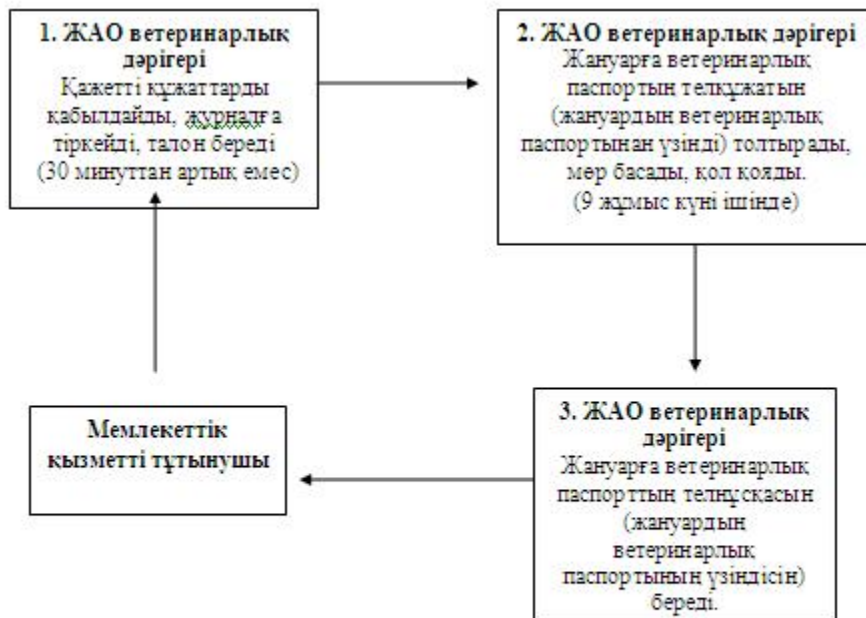 1. ЖАО ветеринарлық
дәрігері
Қажетті құжаттарды
қабылдайды, журналға
тіркейді, талон береді
(30 минуттан артық емес)
2. ЖАО ветеринарлық дәрігері
Жануарға ветеринарлық
паспортың телқұжатын
(жануардың ветеринарлық
паспортынан үзінді) толтырады,
мөр басады, қол қояды.
(9 жұмыс күні ішінде)
3. ЖАО ветеринарлық
дәрігері
Жануарға ветеринарлық
паспорттың телнұсқасын
(жануардың
ветеринарлық
паспортының үзіндісін)
береді.
Мемлекеттік
қызметті тұтынушы